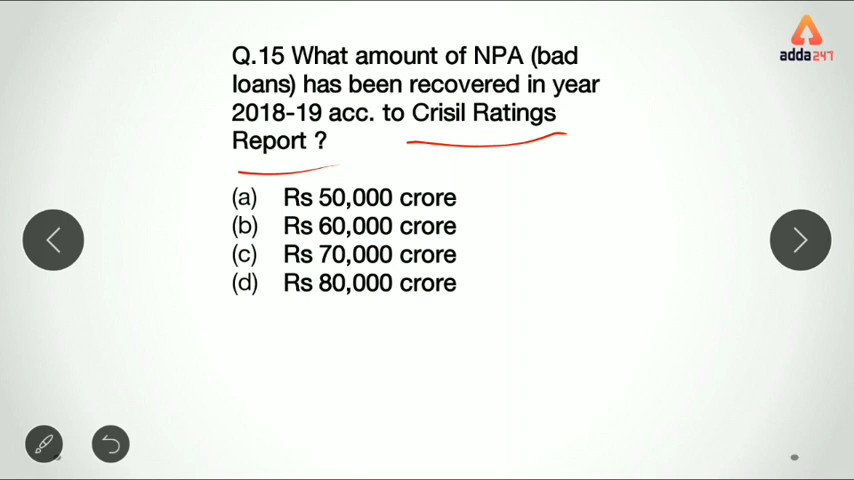 adda247
Q.15 What amount of NPA (bad
loans) has been recovered in year
2018-19 acc. to Crisil Ratings
Report ?
(a) Rs 50,000 crore
(b) Rs 60,000 crore
(c) Rs 70,000 crore
(d) Rs 80,000 crore